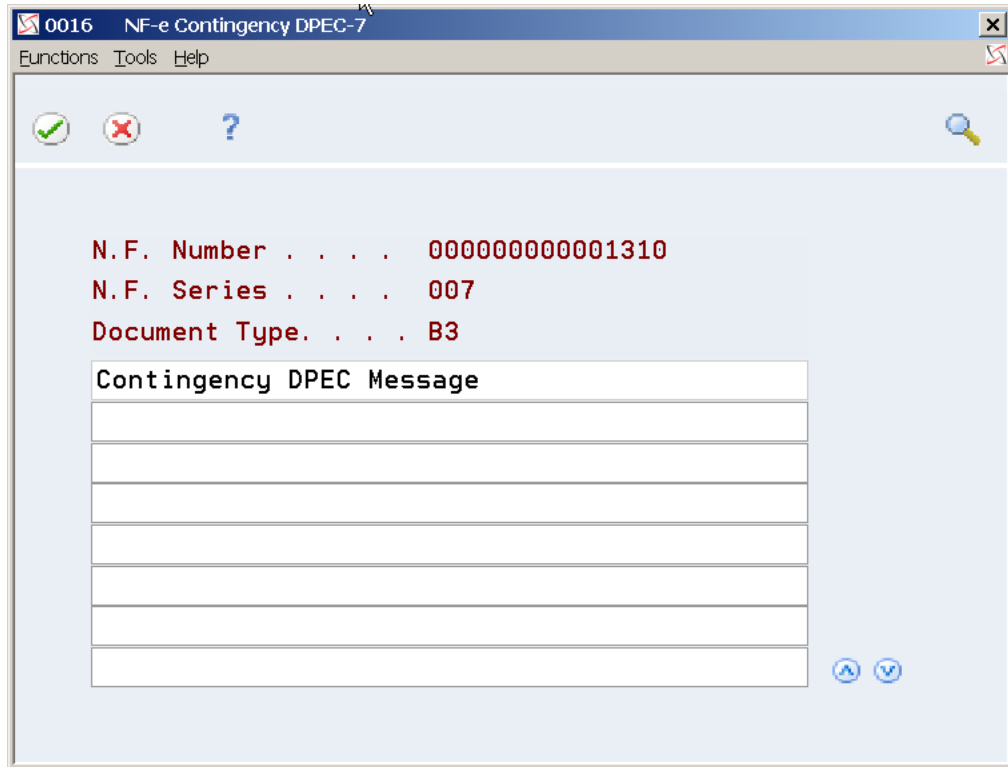 0016 NF-e Contingency DPEC-7
Functions Tools Help
?
N.F. Number . . . . 000000000001310
N.F. Series . . . . 007
Document Type. . . . B3
Contingency DPEC Message